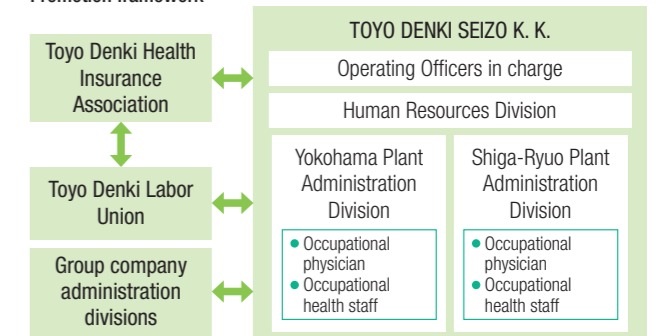 Promotion framework
Toyo Denki Health
Insurance
Association
Toyo Denki Labor
Union
Group company
administration
divisions
TOYO DENKI SEIZO K. K.
Operating Officers in charge
Human Resources Division
Yokohama Plant
Administration
Division
● Occupational
physician
● Occupational
health staff
Shiga-Ryuo Plant
Administration
Division
● Occupational
physician
● Occupational
health staff